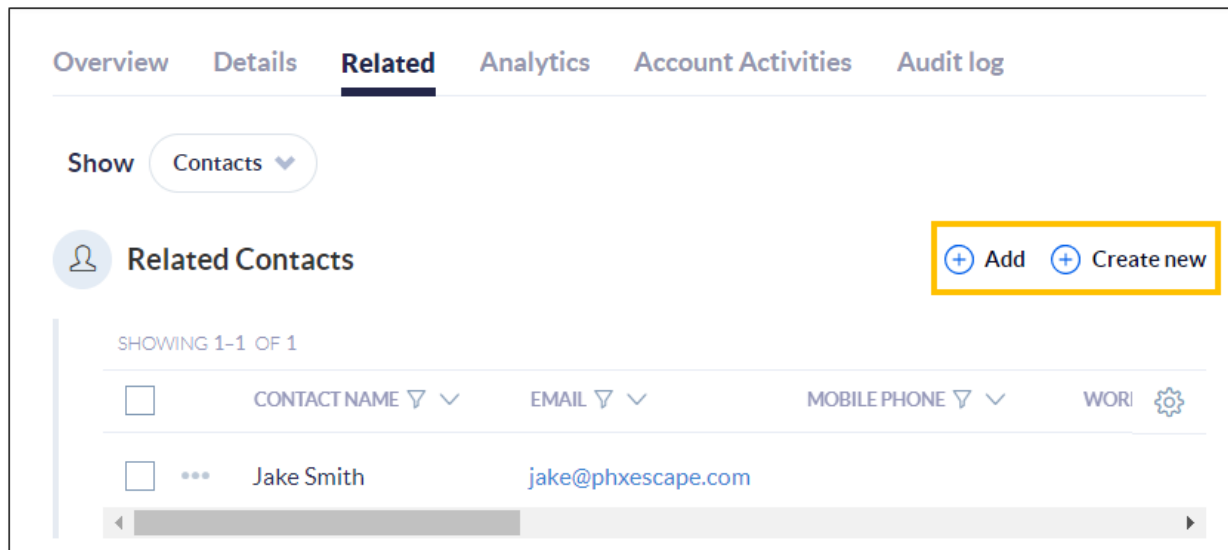 Overview Details Related Analytics Account Activities Audit log
Show Contacts
Related Contacts Add Create new
SHOWING 1–1 OF 1
CONTACT NAME EMAIL MOBILE PHONE WORK
Jake Smith jake@phxescape.com